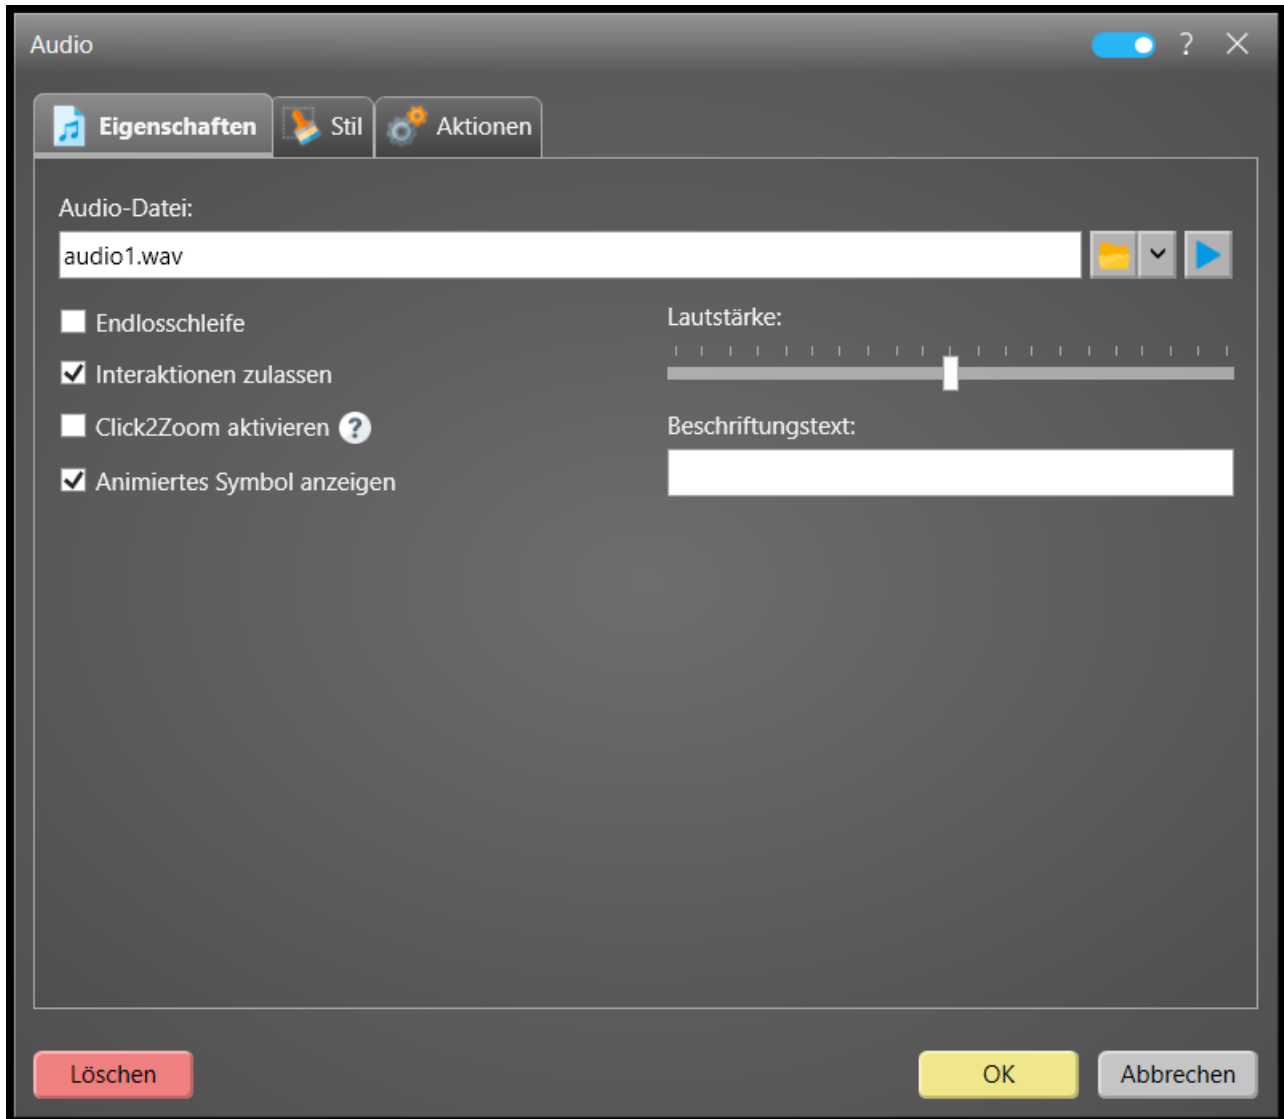 Audio
?
Eigenschaften
Stil
Aktionen
Audio-Datei:
audio1.wav
Endlosschleife
Lautstärke:
Interaktionen zulassen
Click2Zoom aktivieren ?
Beschriftungstext:
Animiertes Symbol anzeigen
Löschen
OK
Abbrechen